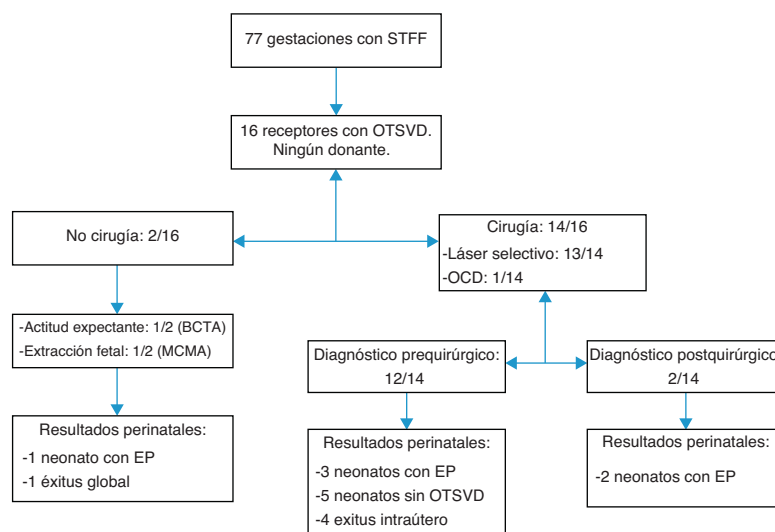 77 gestaciones con STFF
16 receptores con OTSVD.
Ningún donante.
No cirugía: 2/16
Cirugía: 14/16
-Láser selectivo: 13/14
-OCD: 1/14
-Actitud expectante: 1/2 (BCTA)
-Extracción fetal: 1/2 (MCMA)
Diagnóstico prequirúrgico:
12/14
Diagnóstico postquirúrgico:
2/14
Resultados perinatales:
-1 neonato con EP
-1 éxitus global
Resultados perinatales:
-3 neonatos con EP
-5 neonatos sin OTSVD
-4 exitus intraútero
Resultados perinatales:
-2 neonatos con EP